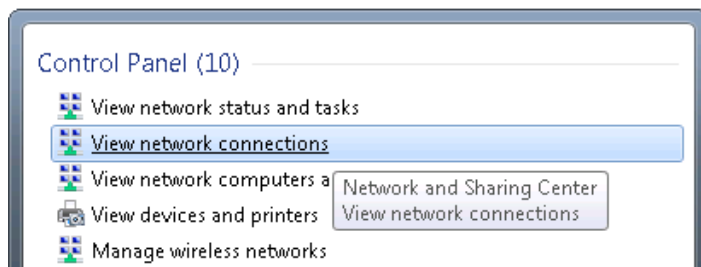 Control Panel (10)
View network status and tasks
View network connections
View network computers a
Network and Sharing Center
View network connections
View devices and printers
Manage wireless networks